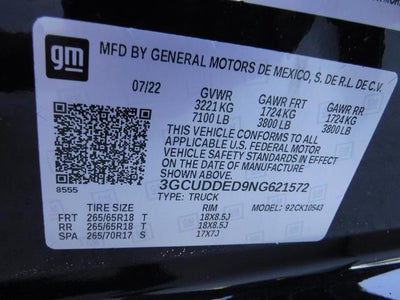 gm
MFD BY GENERAL MOTORS DE MEXICO, S. DE R.L. DE C.V.
07/22 GVWR GAWR FRT GAWR RR
3221 KG 1724 KG 1724 KG
7100 LB 3800 LB 3800 LB
THIS VEHICLE CONFORMS TO ALL APPLICABLE
U.S. FEDERAL MOTOR VEHICLE SAFETY
STANDARDS IN EFFECT
ON THE DATE OF MANUFACTURE SHOWN ABOVE.
3GCUDDED9NG621572
8555
TYPE: TRUCK MODEL: 92CK10543
TIRE SIZE RIM
FRT 265/65R18 T 18X8.5J
RR 265/65R18 T 18X8.5J
SPA 265/70R17 S 17X7J